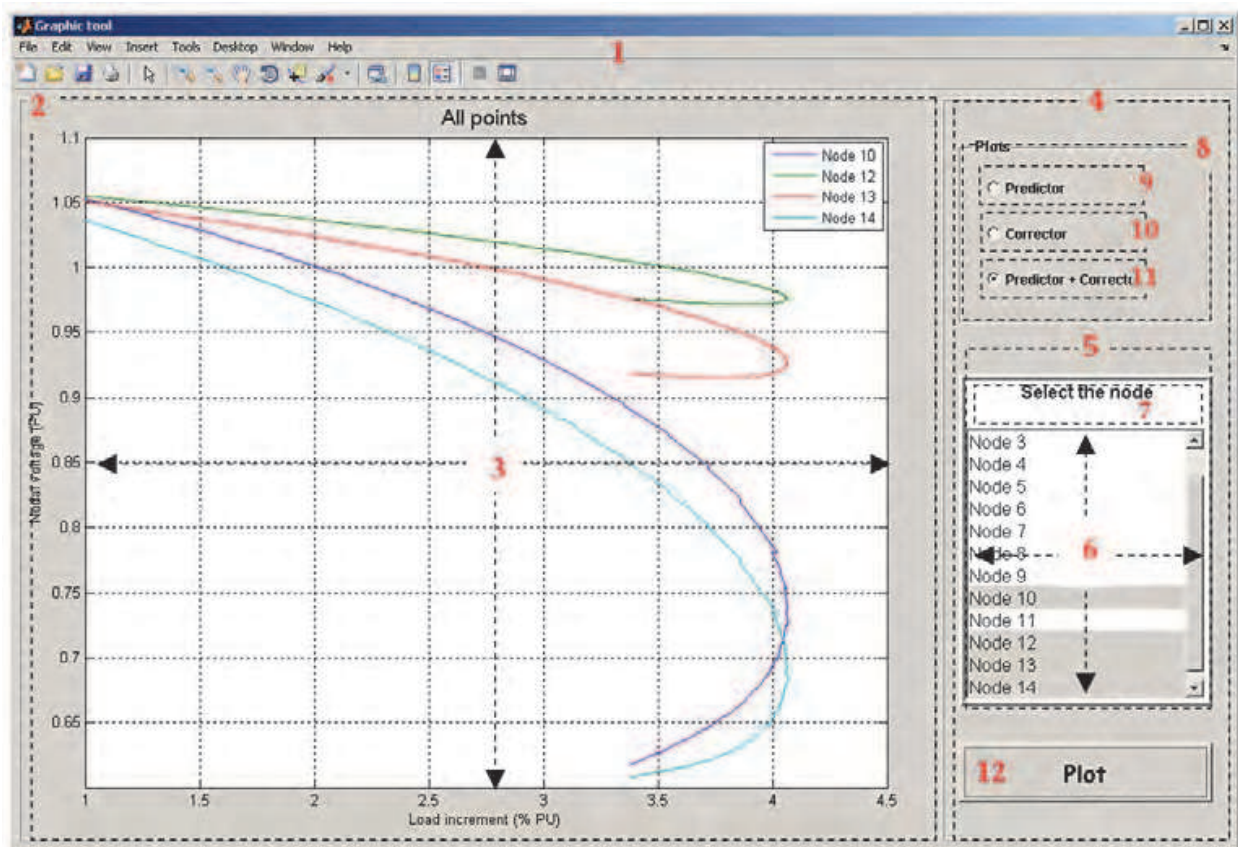 Graphic tool
File Edit View Insert Tools Desktop Window Help
1
2
All points
1.1
1.05
1
0.95
0.9
0.85
0.8
0.75
0.7
0.65
Nodal voltage (PU)
1 1.5 2 2.5 3 3.5 4 4.5
Load increment (% PU)
Node 10
Node 12
Node 13
Node 14
3
4
Plots
8
Predictor
9
Corrector
10
Predictor + Correcto
11
5
Select the node
7
Node 3
Node 4
Node 5
Node 6
Node 7
Node 8
Node 9
Node 10
Node 11
Node 12
Node 13
Node 14
6
12
Plot